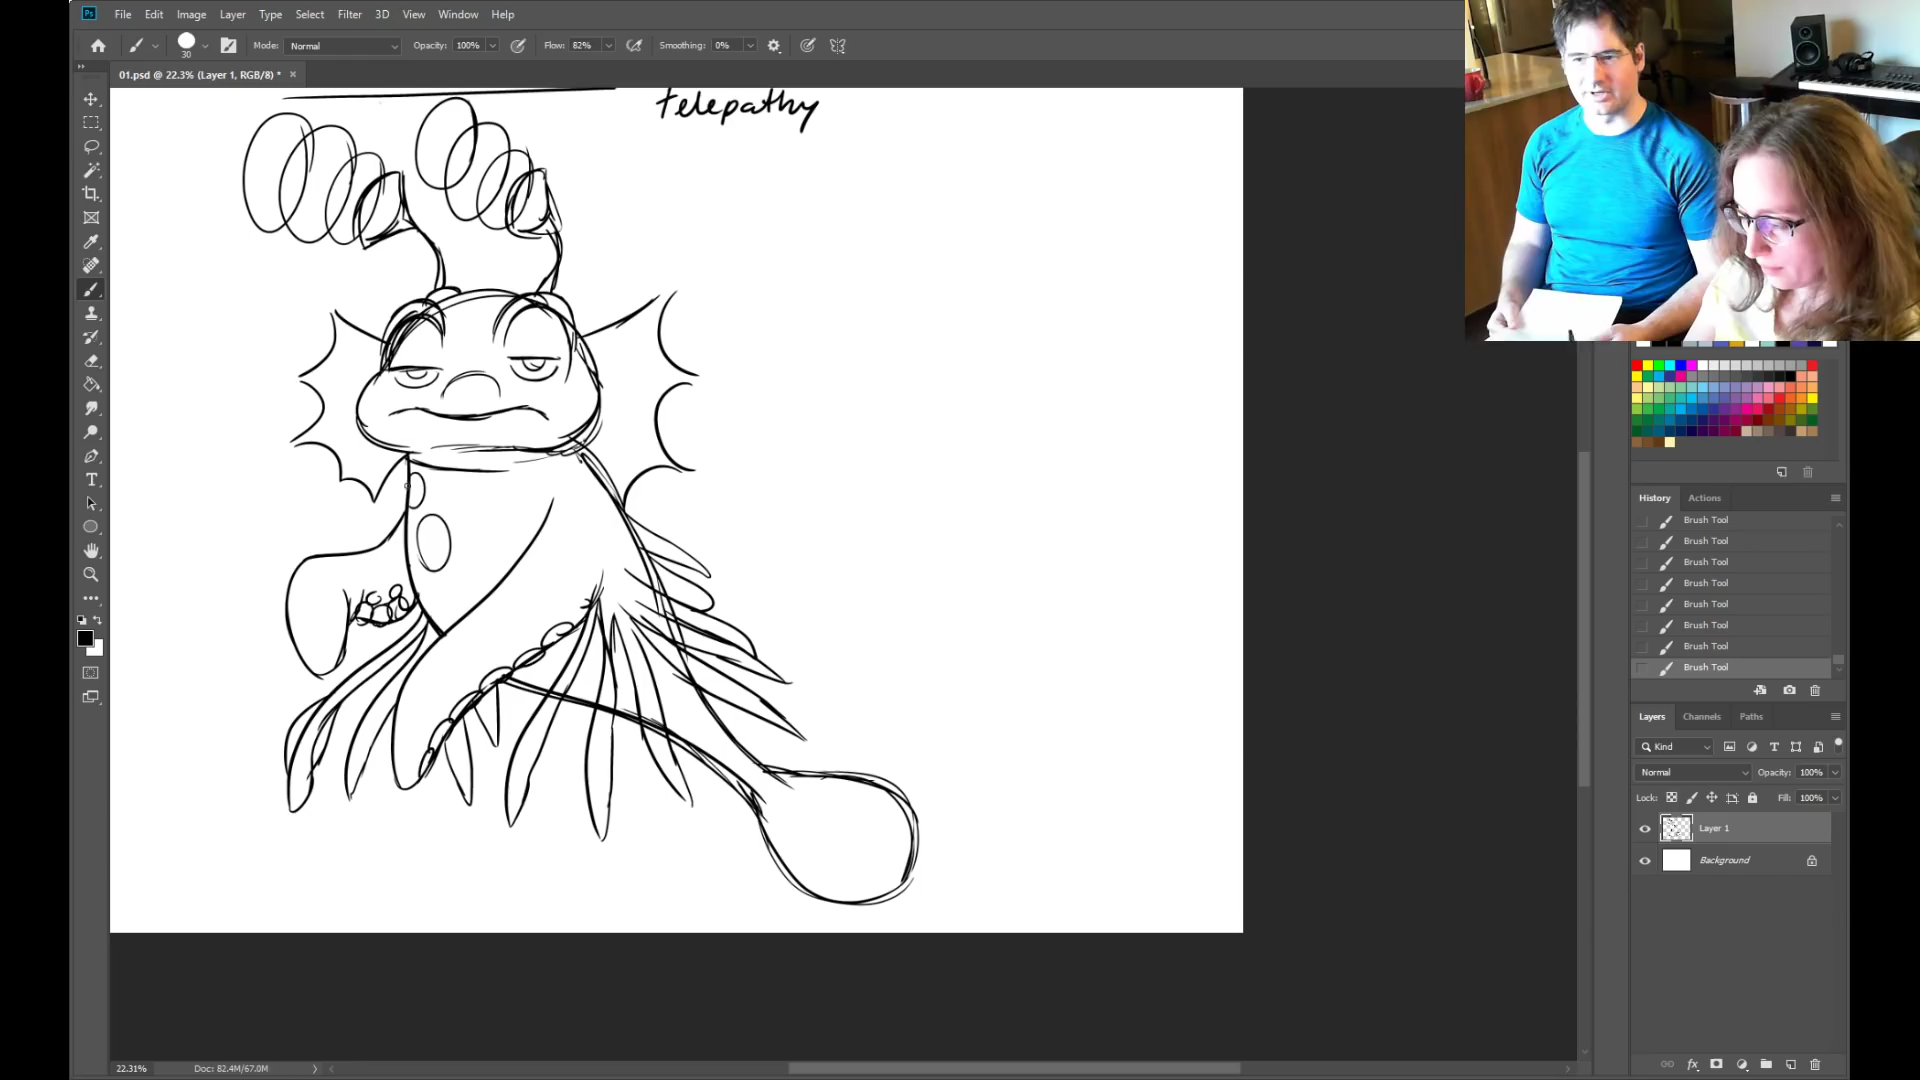 Ps File Edit Image Layer Type Select Filter 3D View Window Help
30 Mode: Normal Opacity: 100% Flow: 82% Smoothing: 0%
01.psd @ 22.3% (Layer 1, RGB/8) *
telepathy
History Actions
Brush Tool
Brush Tool
Brush Tool
Brush Tool
Brush Tool
Brush Tool
Brush Tool
Brush Tool
Layers Channels Paths
Kind
Normal Opacity: 100%
Lock: Fill: 100%
Layer 1
Background
22.31% Doc: 82.4M/67.0M